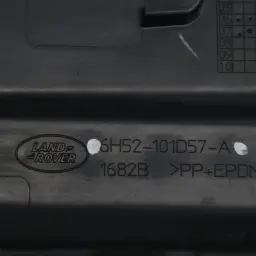 LAND-
ROVER
6H52-101D57-A
1682B >PP+EPDM